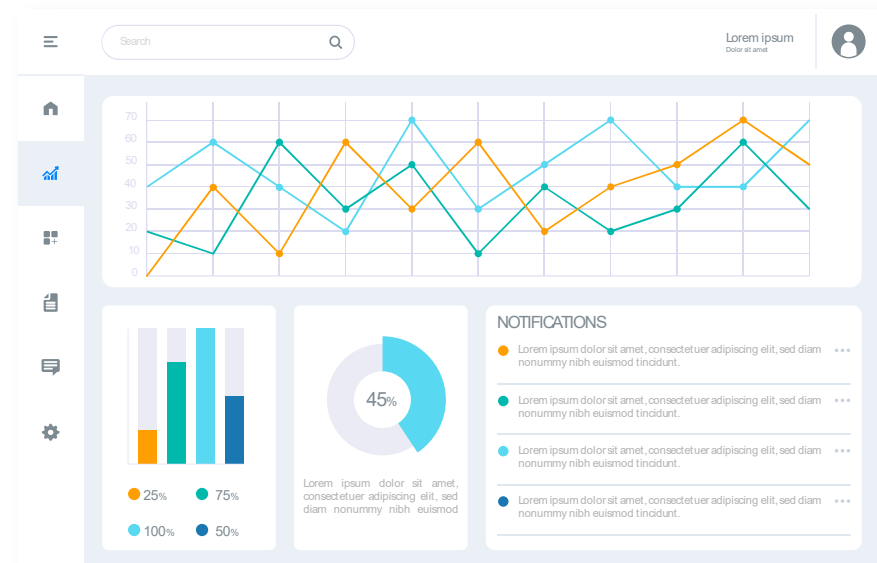 Search
Lorem ipsum
Dolor sit amet
70
60
50
40
30
20
10
0
25%
75%
100%
50%
45%
Lorem ipsum dolor sit amet,
consectetuer adipiscing elit, sed
diam nonummy nibh euismod
NOTIFICATIONS
Lorem ipsum dolor sit amet, consectetuer adipiscing elit, sed diam
nonummy nibh euismod tincidunt.
Lorem ipsum dolor sit amet, consectetuer adipiscing elit, sed diam
nonummy nibh euismod tincidunt.
Lorem ipsum dolor sit amet, consectetuer adipiscing elit, sed diam
nonummy nibh euismod tincidunt.
Lorem ipsum dolor sit amet, consectetuer adipiscing elit, sed diam
nonummy nibh euismod tincidunt.